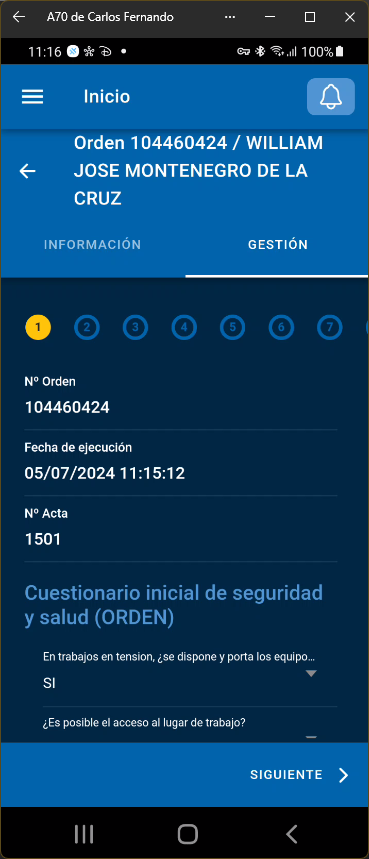 A70 de Carlos Fernando
11:16 100%
Inicio
Orden 104460424 / WILLIAM
JOSE MONTENEGRO DE LA
CRUZ
INFORMACIÓN GESTIÓN
1 2 3 4 5 6 7
Nº Orden
104460424
Fecha de ejecución
05/07/2024 11:15:12
Nº Acta
1501
Cuestionario inicial de seguridad
y salud (ORDEN)
En trabajos en tension, ¿se dispone y porta los equipo...
SI
¿Es posible el acceso al lugar de trabajo?
SIGUIENTE